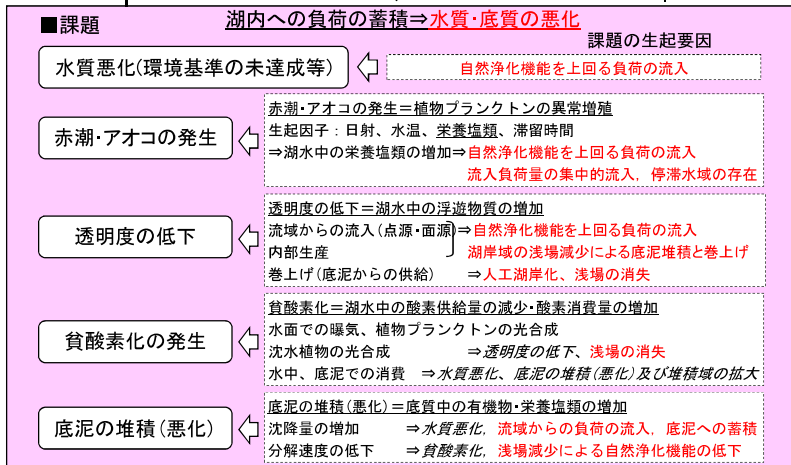 ■課題
湖内への負荷の蓄積⇒水質・底質の悪化
課題の生起要因
水質悪化(環境基準の未達成等)
自然浄化機能を上回る負荷の流入
赤潮・アオコの発生
赤潮・アオコの発生＝植物プランクトンの異常増殖
生起因子：日射、水温、栄養塩類、滞留時間
⇒湖水中の栄養塩類の増加⇒自然浄化機能を上回る負荷の流入
流入負荷量の集中的流入，停滞水域の存在
透明度の低下
透明度の低下＝湖水中の浮遊物質の増加
流域からの流入(点源・面源)⇒自然浄化機能を上回る負荷の流入
内部生産 湖岸域の浅場減少による底泥堆積と巻上げ
巻上げ(底泥からの供給) ⇒人工湖岸化、浅場の消失
貧酸素化の発生
貧酸素化＝湖水中の酸素供給量の減少・酸素消費量の増加
水面での曝気、植物プランクトンの光合成
沈水植物の光合成 ⇒透明度の低下、浅場の消失
水中、底泥での消費 ⇒水質悪化、底泥の堆積(悪化)及び堆積域の拡大
底泥の堆積(悪化)
底泥の堆積(悪化)＝底質中の有機物・栄養塩類の増加
沈降量の増加 ⇒水質悪化，流域からの負荷の流入，底泥への蓄積
分解速度の低下 ⇒貧酸素化，浅場減少による自然浄化機能の低下